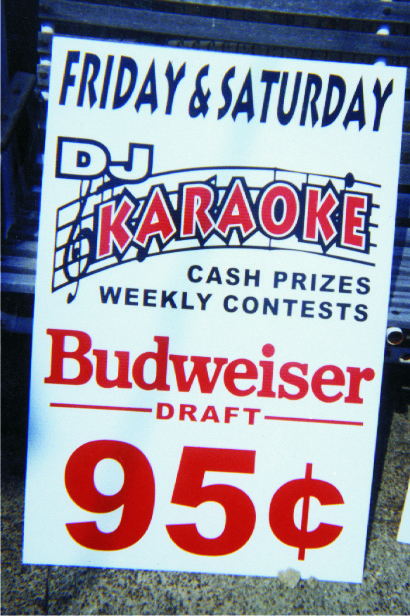 FRIDAY & SATURDAY
DJ
KARAOKE
CASH PRIZES
WEEKLY CONTESTS
Budweiser
DRAFT
95¢